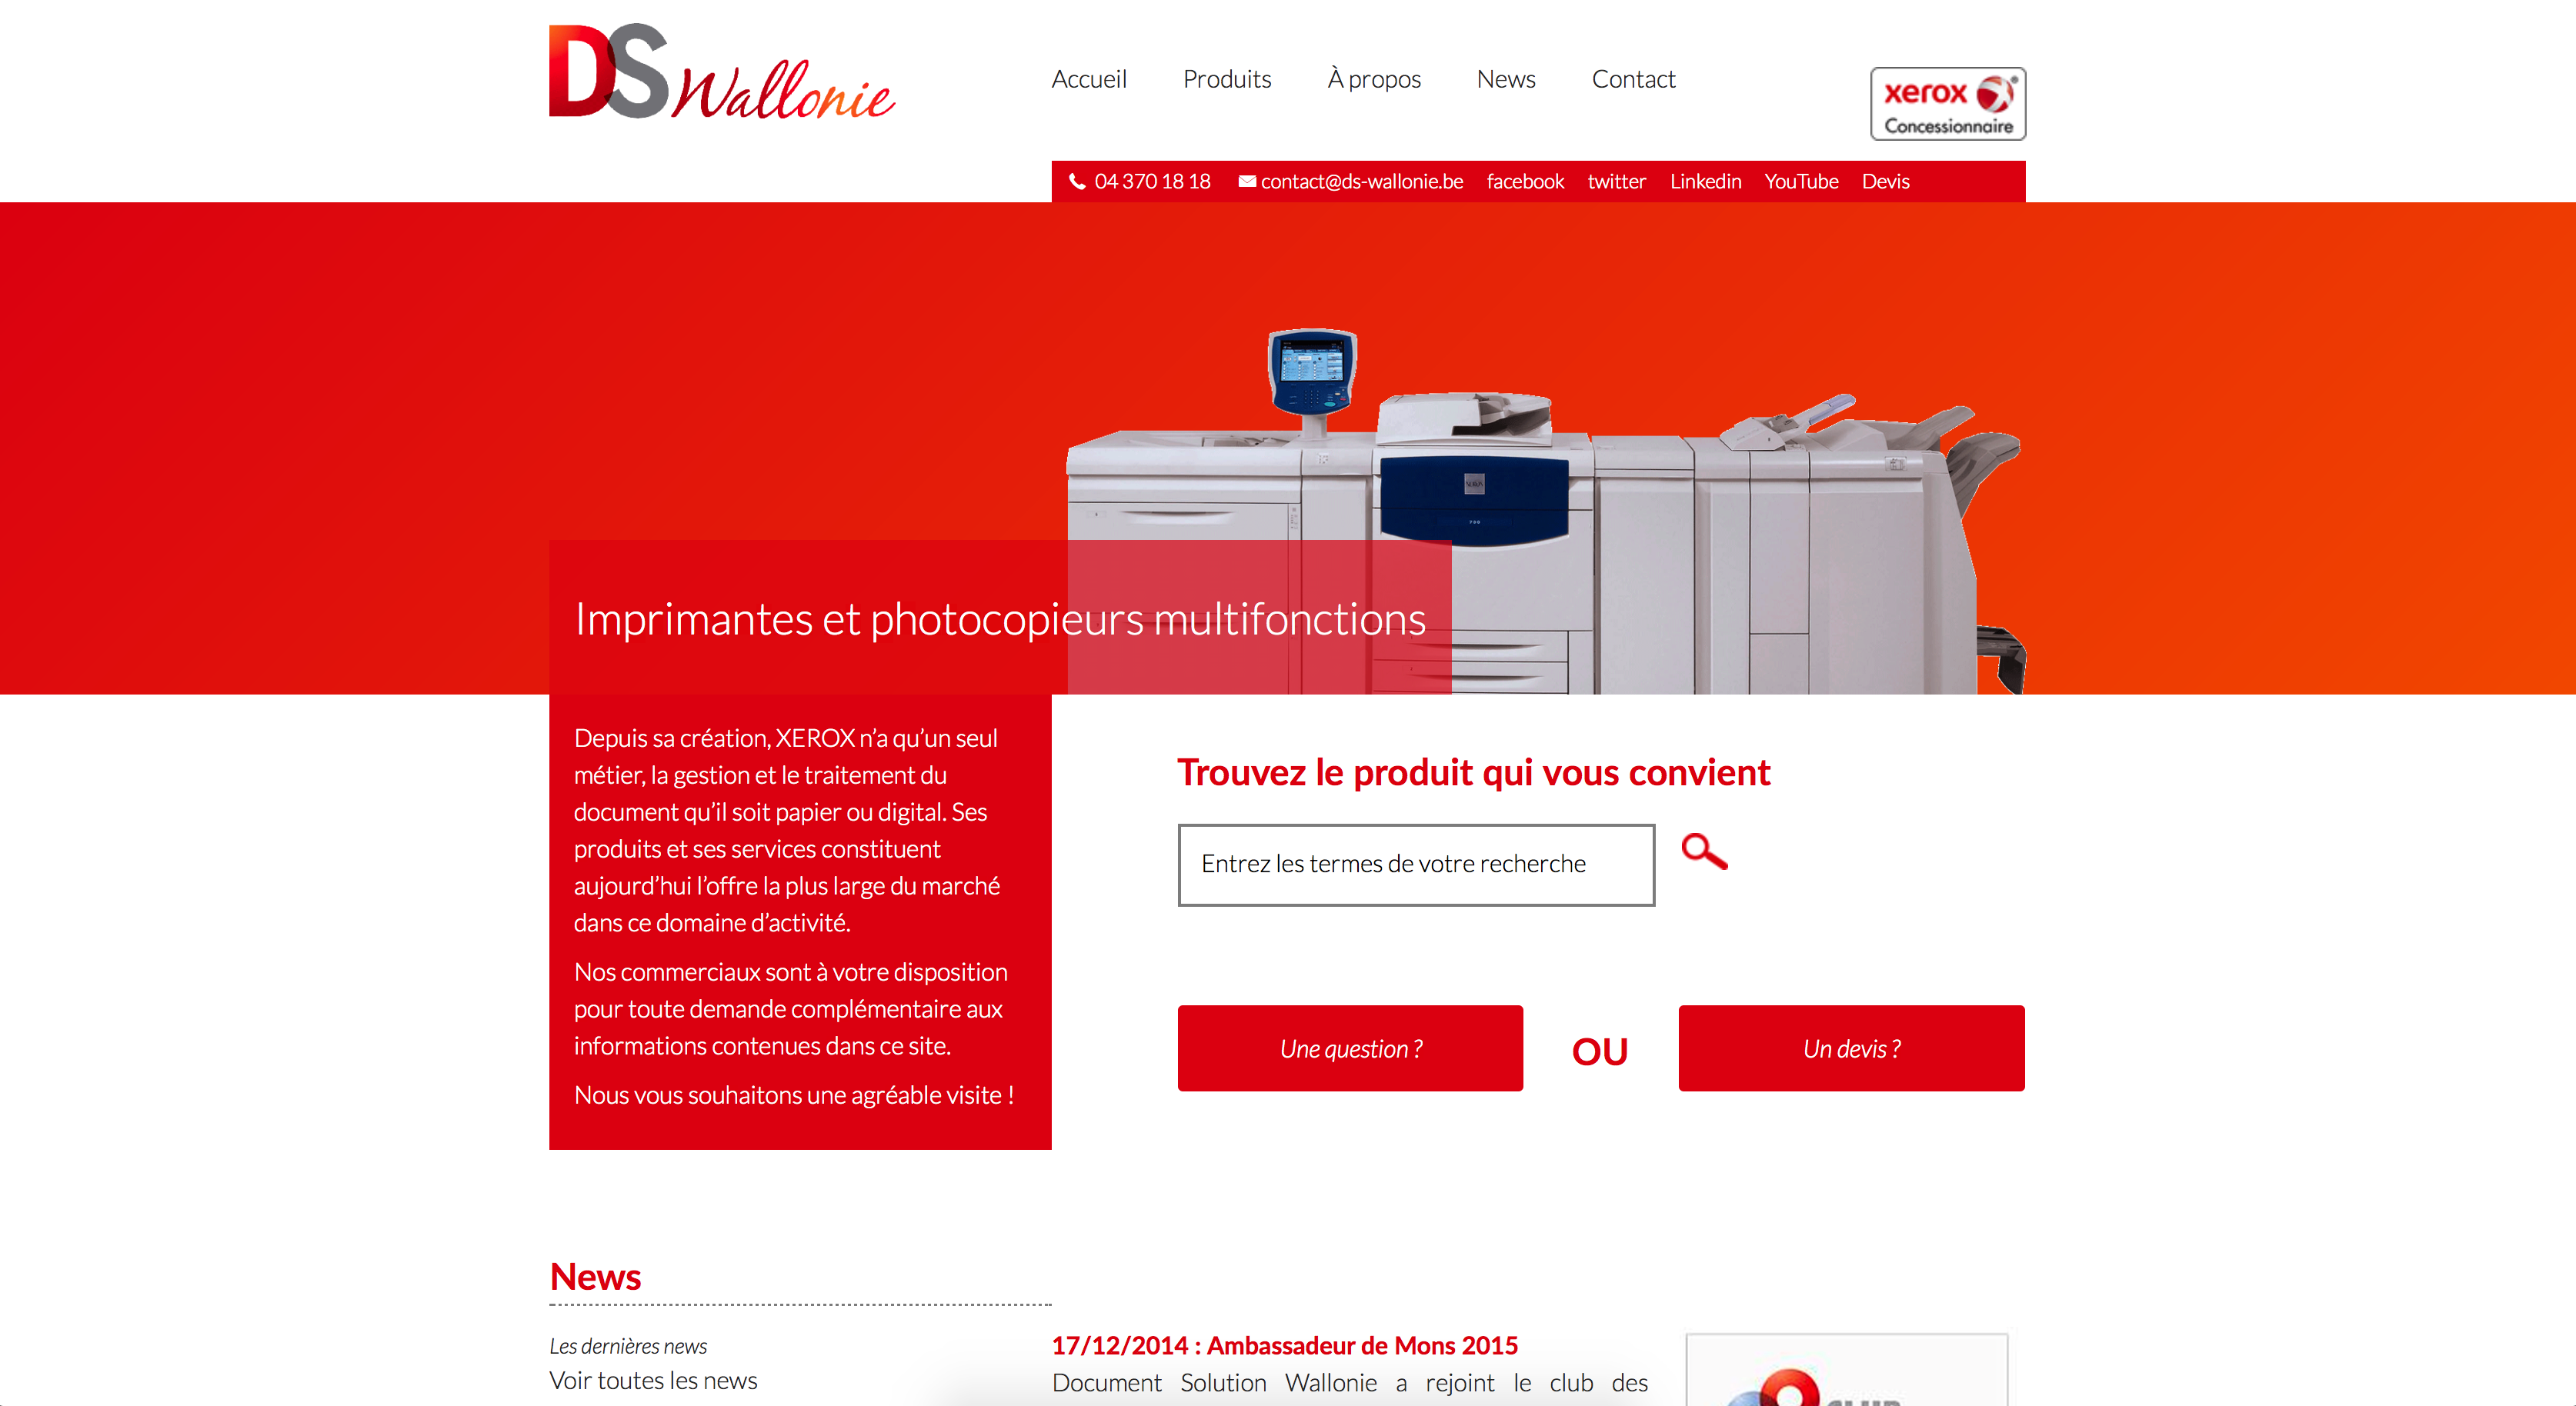 DS Wallonie
Accueil Produits À propos News Contact
xerox
Concessionnaire
04 370 18 18 contact@ds-wallonie.be facebook twitter Linkedin YouTube Devis
700
Imprimantes et photocopieurs multifonctions
Depuis sa création, XEROX n’a qu’un seul
métier, la gestion et le traitement du
document qu’il soit papier ou digital. Ses
produits et ses services constituent
aujourd’hui l’offre la plus large du marché
dans ce domaine d’activité.
Nos commerciaux sont à votre disposition
pour toute demande complémentaire aux
informations contenues dans ce site.
Nous vous souhaitons une agréable visite !
Trouvez le produit qui vous convient
Entrez les termes de votre recherche
Une question ? OU Un devis ?
News
Les dernières news
Voir toutes les news
17/12/2014 : Ambassadeur de Mons 2015
Document Solution Wallonie a rejoint le club des